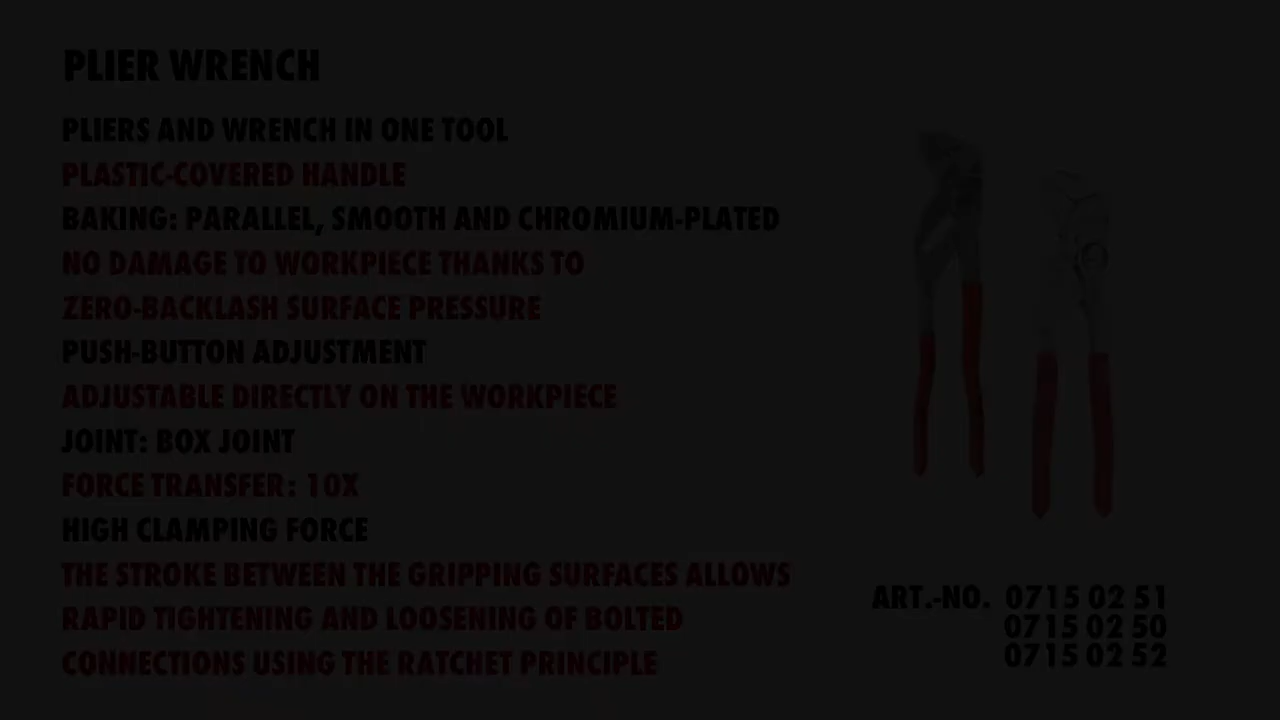 PLIER WRENCH
PLIERS AND WRENCH IN ONE TOOL
PLASTIC-COVERED HANDLE
BAKING: PARALLEL, SMOOTH AND CHROMIUM-PLATED
NO DAMAGE TO WORKPIECE THANKS TO
ZERO-BACKLASH SURFACE PRESSURE
PUSH-BUTTON ADJUSTMENT
ADJUSTABLE DIRECTLY ON THE WORKPIECE
JOINT: BOX JOINT
FORCE TRANSFER: 10X
HIGH CLAMPING FORCE
THE STROKE BETWEEN THE GRIPPING SURFACES ALLOWS
RAPID TIGHTENING AND LOOSENING OF BOLTED
CONNECTIONS USING THE RATCHET PRINCIPLE
ART.-NO. 0715 02 51
0715 02 50
0715 02 52